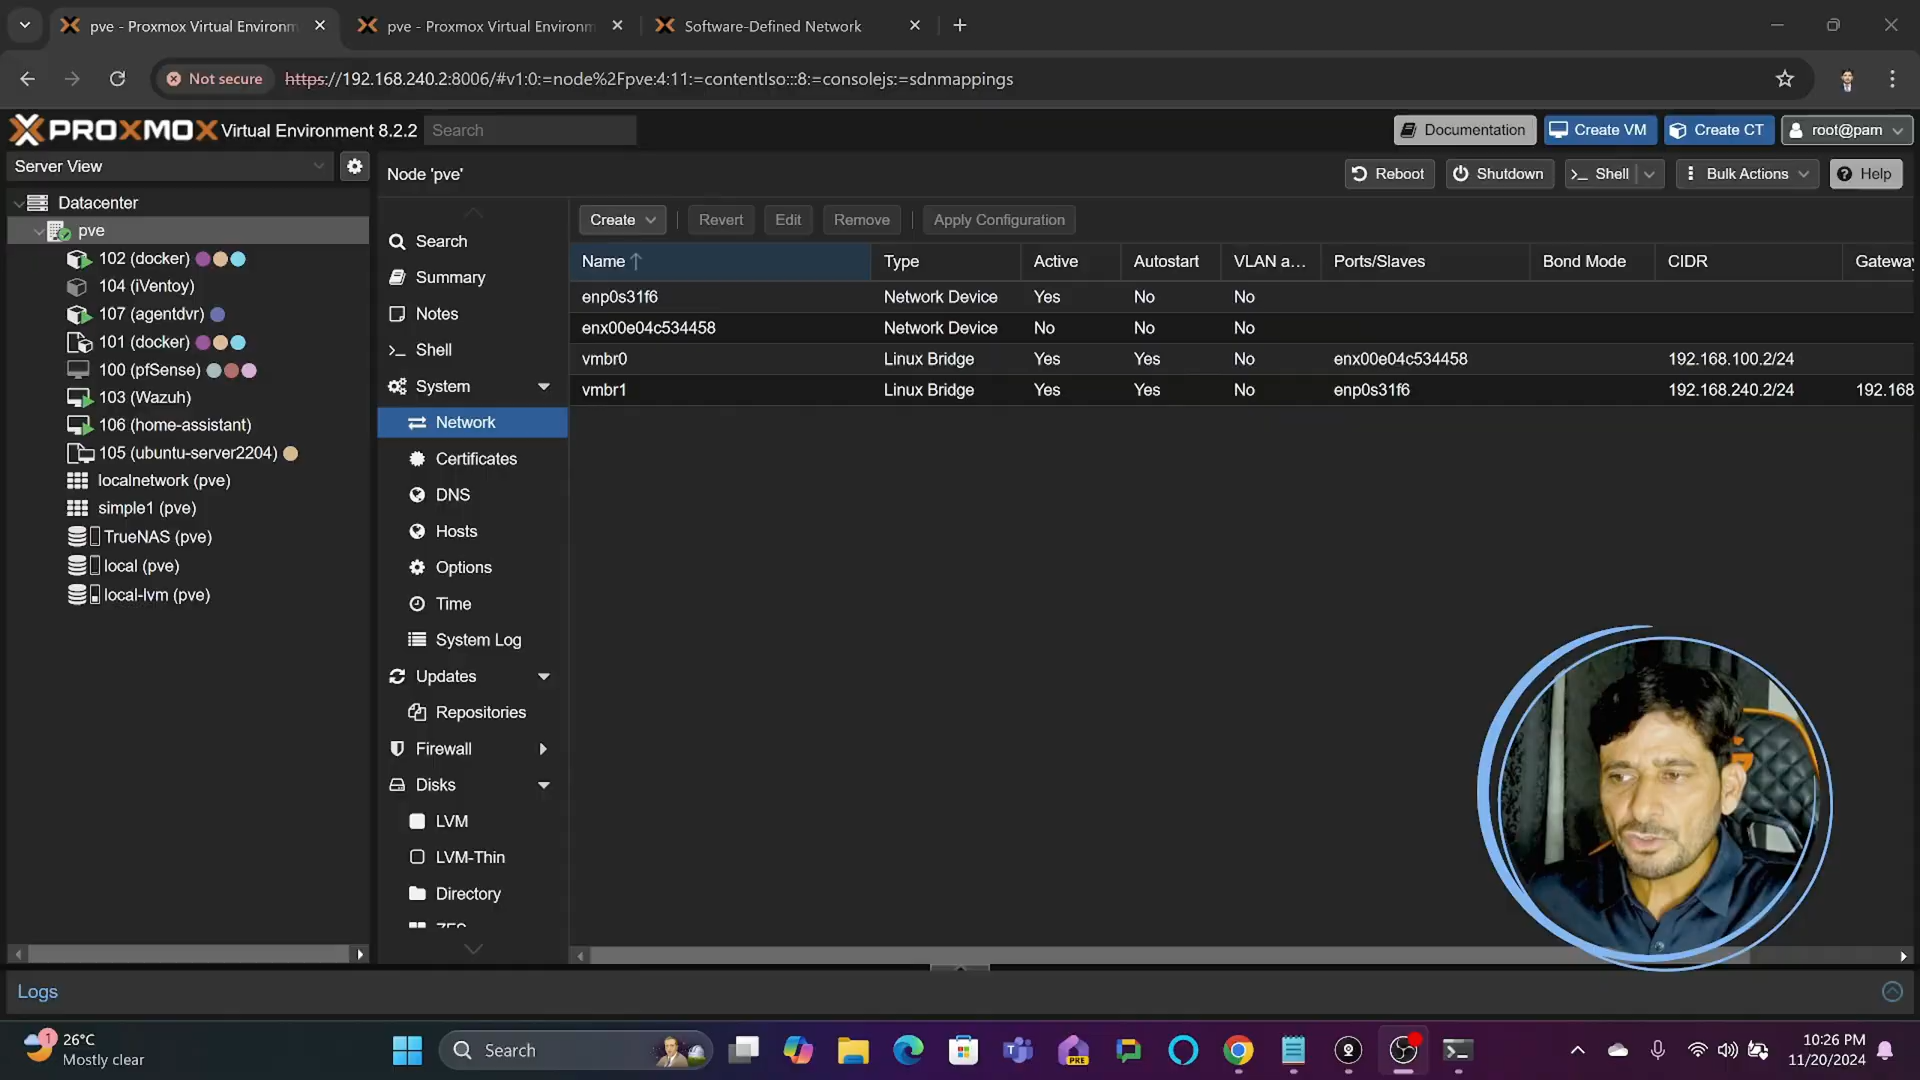 pve - Proxmox Virtual Environm
pve - Proxmox Virtual Environm
Software-Defined Network
Not secure
https://192.168.240.2:8006/#v1:0:=node%2Fpve:4:11:=contentIso:::8:=consolejs:=sdnmappings
PROXMOX Virtual Environment 8.2.2
Search
Documentation
Create VM
Create CT
root@pam
Server View
Node 'pve'
Reboot
Shutdown
Shell
Bulk Actions
Help
Datacenter
pve
102 (docker)
104 (iVentoy)
107 (agentdvr)
101 (docker)
100 (pfSense)
103 (Wazuh)
106 (home-assistant)
105 (ubuntu-server2204)
localnetwork (pve)
simple1 (pve)
TrueNAS (pve)
local (pve)
local-lvm (pve)
Search
Summary
Notes
Shell
System
Network
Certificates
DNS
Hosts
Options
Time
System Log
Updates
Repositories
Firewall
Disks
LVM
LVM-Thin
Directory
Create
Revert
Edit
Remove
Apply Configuration
Name Type Active Autostart VLAN a... Ports/Slaves Bond Mode CIDR Gateway
enp0s31f6 Network Device Yes No No
enx00e04c534458 Network Device No No No
vmbr0 Linux Bridge Yes Yes No enx00e04c534458 192.168.100.2/24
vmbr1 Linux Bridge Yes Yes No enp0s31f6 192.168.240.2/24 192.168
Logs
1
26°C
Mostly clear
Search
PRE
10:26 PM
11/20/2024